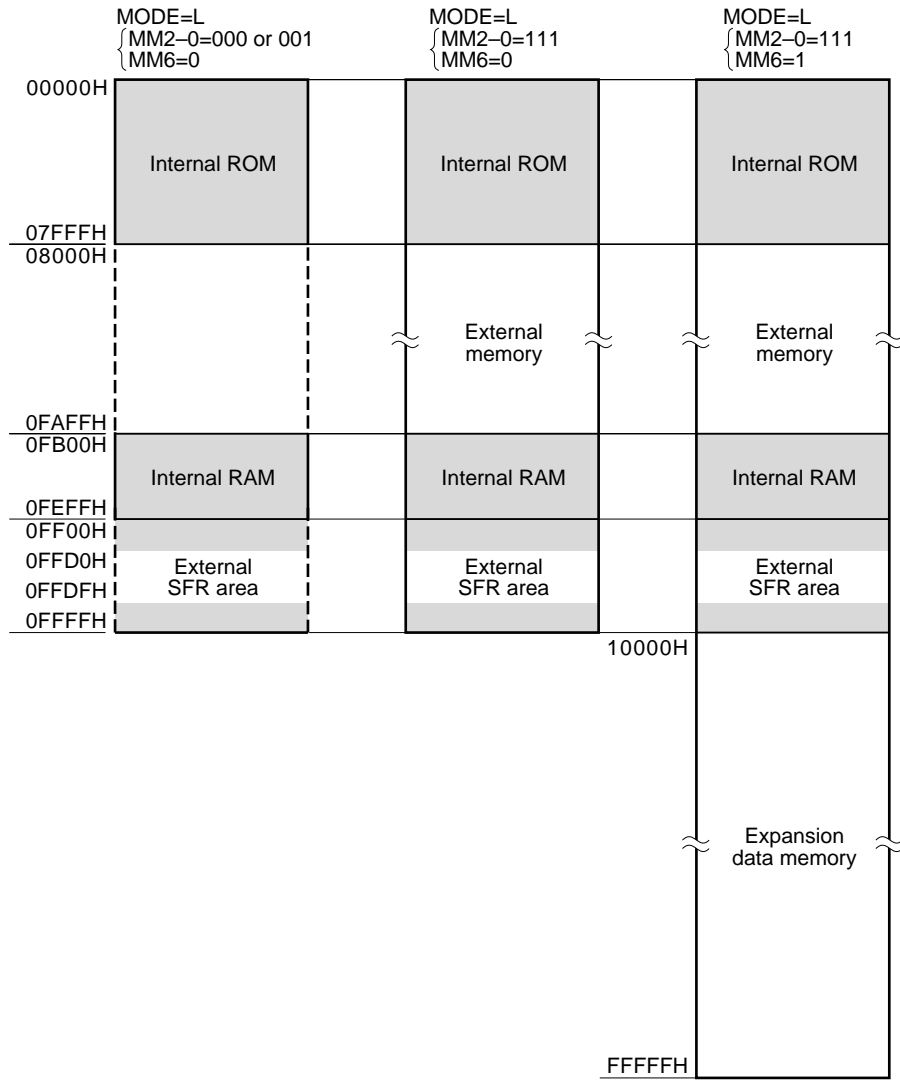 MODE=L
MM2–0=000 or 001
MM6=0
MODE=L
MM2–0=111
MM6=0
MODE=L
MM2–0=111
MM6=1
00000H
Internal ROM
Internal ROM
Internal ROM
07FFFH
08000H
External
memory
External
memory
0FAFFH
0FB00H
Internal RAM
Internal RAM
Internal RAM
0FEFFH
0FF00H
0FFD0H
0FFDFH
0FFFFH
External
SFR area
External
SFR area
External
SFR area
10000H
Expansion
data memory
FFFFFH